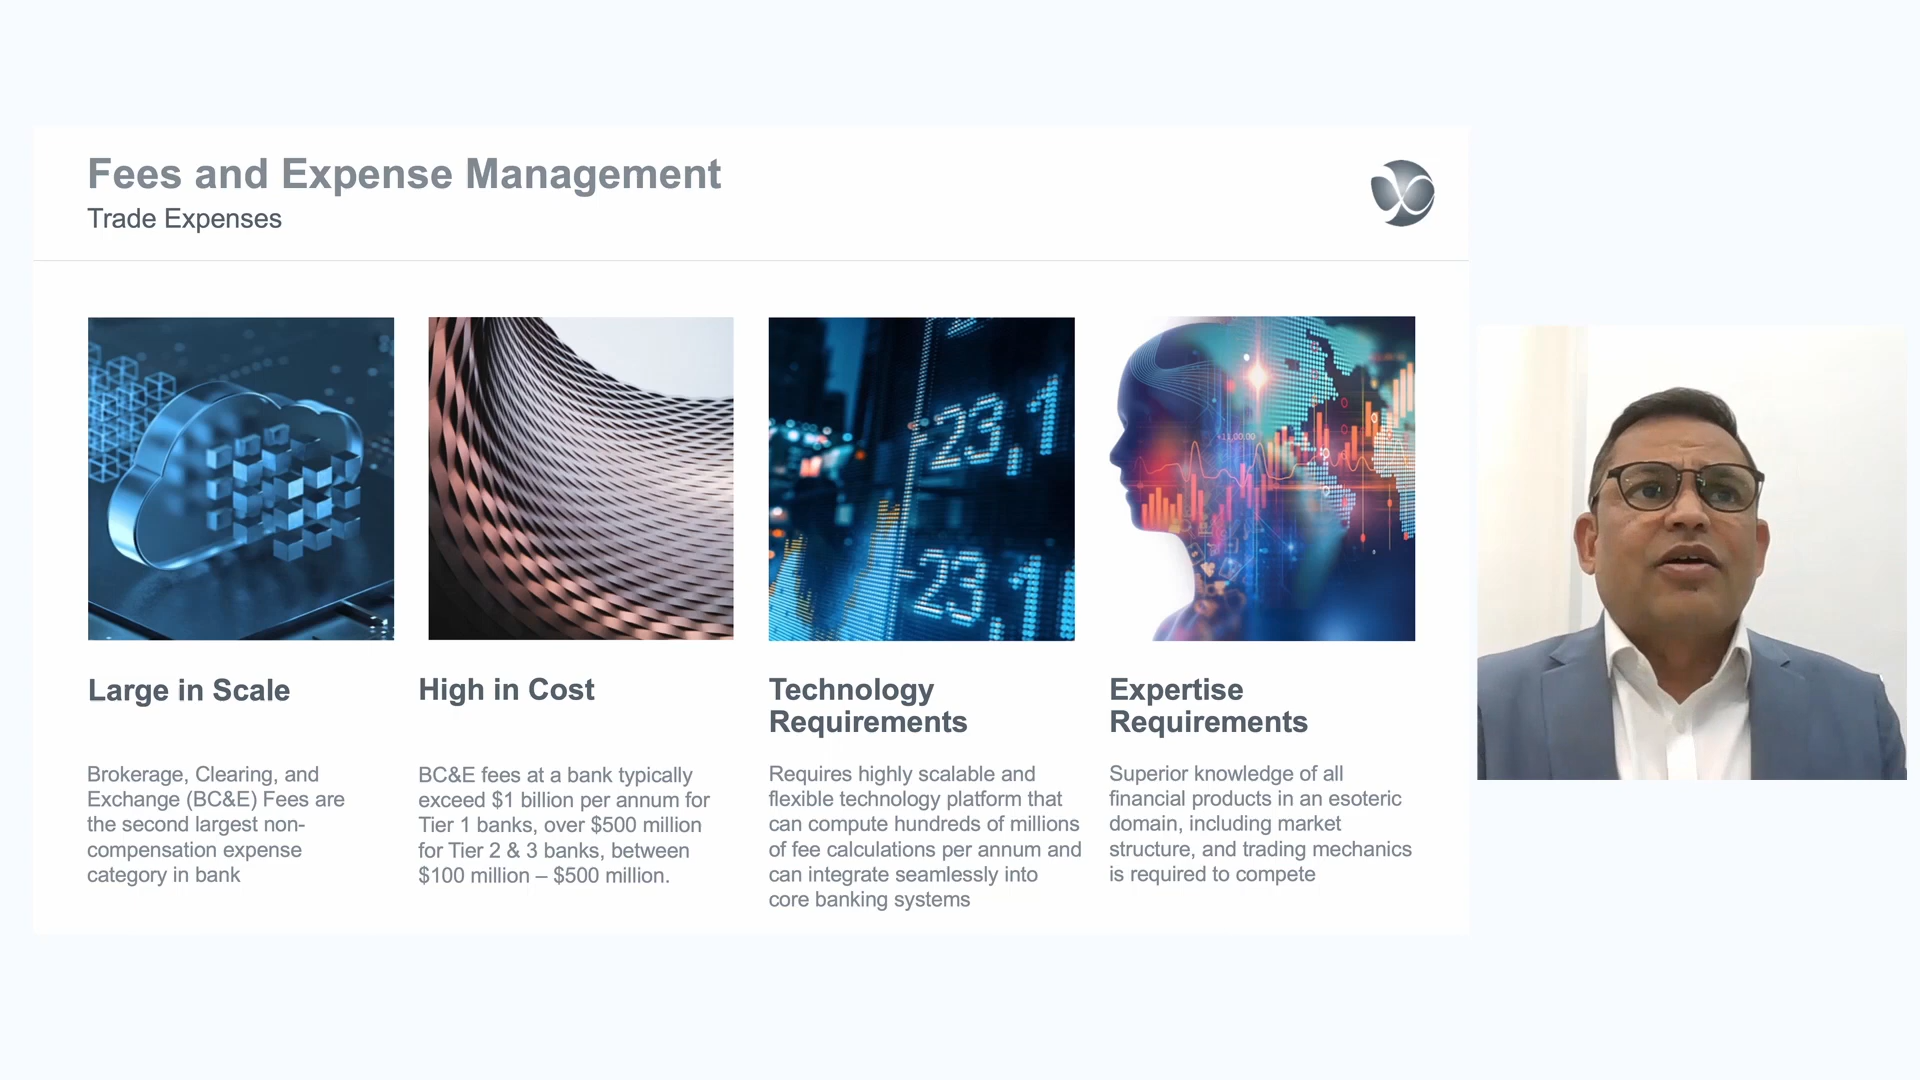 Fees and Expense Management
Trade Expenses
-23,1
-23,1
+11,00:00
Large in Scale
Brokerage, Clearing, and
Exchange (BC&E) Fees are
the second largest non-
compensation expense
category in bank
High in Cost
BC&E fees at a bank typically
exceed $1 billion per annum for
Tier 1 banks, over $500 million
for Tier 2 & 3 banks, between
$100 million – $500 million.
Technology
Requirements
Requires highly scalable and
flexible technology platform that
can compute hundreds of millions
of fee calculations per annum and
can integrate seamlessly into
core banking systems
Expertise
Requirements
Superior knowledge of all
financial products in an esoteric
domain, including market
structure, and trading mechanics
is required to compete